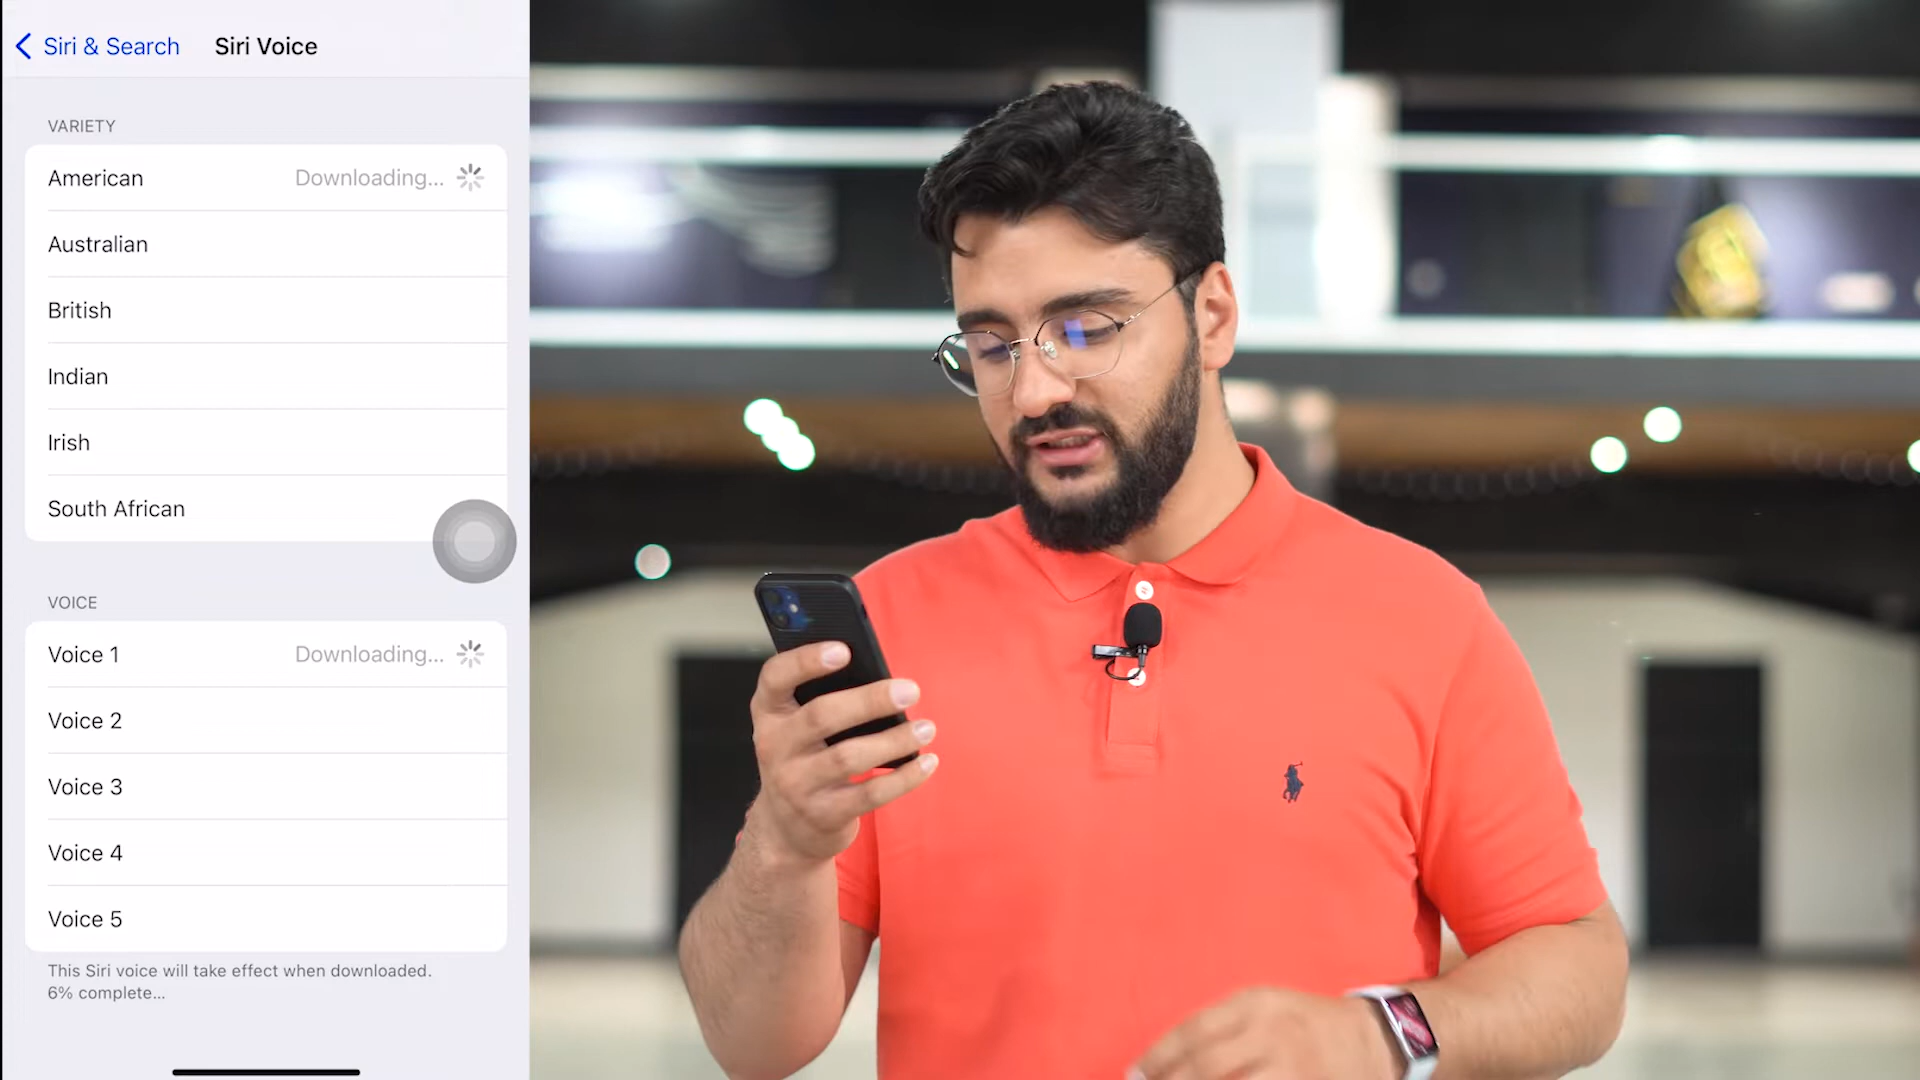 Siri & Search
Siri Voice
VARIETY
American Downloading...
Australian
British
Indian
Irish
South African
VOICE
Voice 1 Downloading...
Voice 2
Voice 3
Voice 4
Voice 5
This Siri voice will take effect when downloaded.
6% complete...